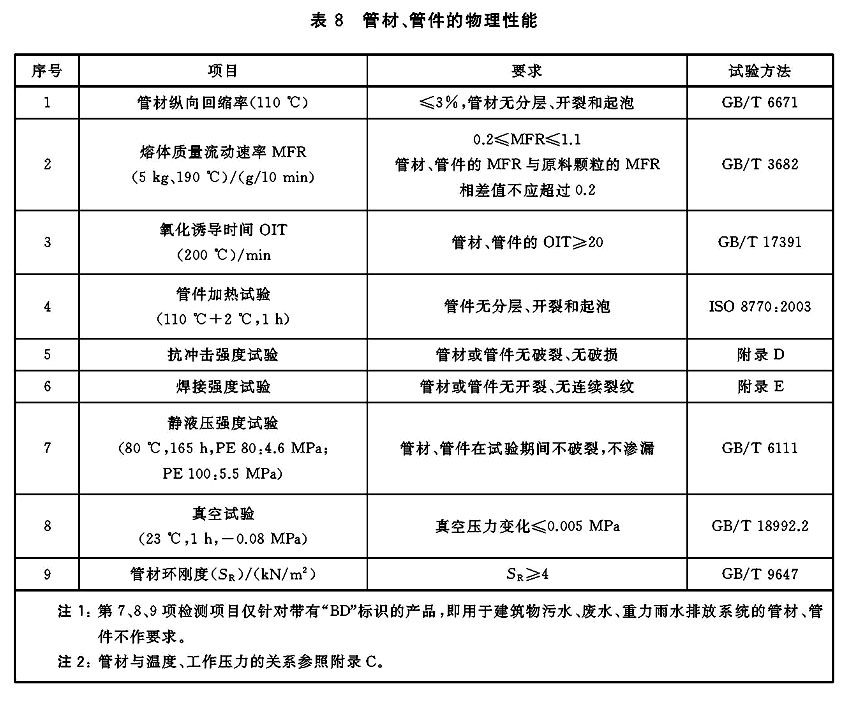 表 8 管材、管件的物理性能
序号 项目 要求 试验方法
1 管材纵向回缩率(110 ℃) ≤3%,管材无分层、开裂和起泡 GB/T 6671
2 熔体质量流动速率 MFR
(5 kg、190 ℃)/(g/10 min) 0.2≤MFR≤1.1
管材、管件的 MFR 与原料颗粒的 MFR
相差值不应超过 0.2 GB/T 3682
3 氧化诱导时间 OIT
(200 ℃)/min 管材、管件的 OIT≥20 GB/T 17391
4 管件加热试验
(110 ℃±2 ℃,1 h) 管件无分层、开裂和起泡 ISO 8770:2003
5 抗冲击强度试验 管材或管件无破裂、无破损 附录 D
6 焊接强度试验 管材或管件无开裂、无连续裂纹 附录 E
7 静液压强度试验
(80 ℃,165 h,PE 80:4.6 MPa;
PE 100:5.5 MPa) 管材、管件在试验期间不破裂,不渗漏 GB/T 6111
8 真空试验
(23 ℃,1 h,-0.08 MPa) 真空压力变化≤0.005 MPa GB/T 18992.2
9 管材环刚度(SR)/(kN/m²) SR≥4 GB/T 9647
注 1: 第 7、8、9 项检测项目仅针对带有“BD”标识的产品,即用于建筑物污水、废水、重力雨水排放系统的管材、管
件不作要求。
注 2: 管材与温度、工作压力的关系参照附录 C。